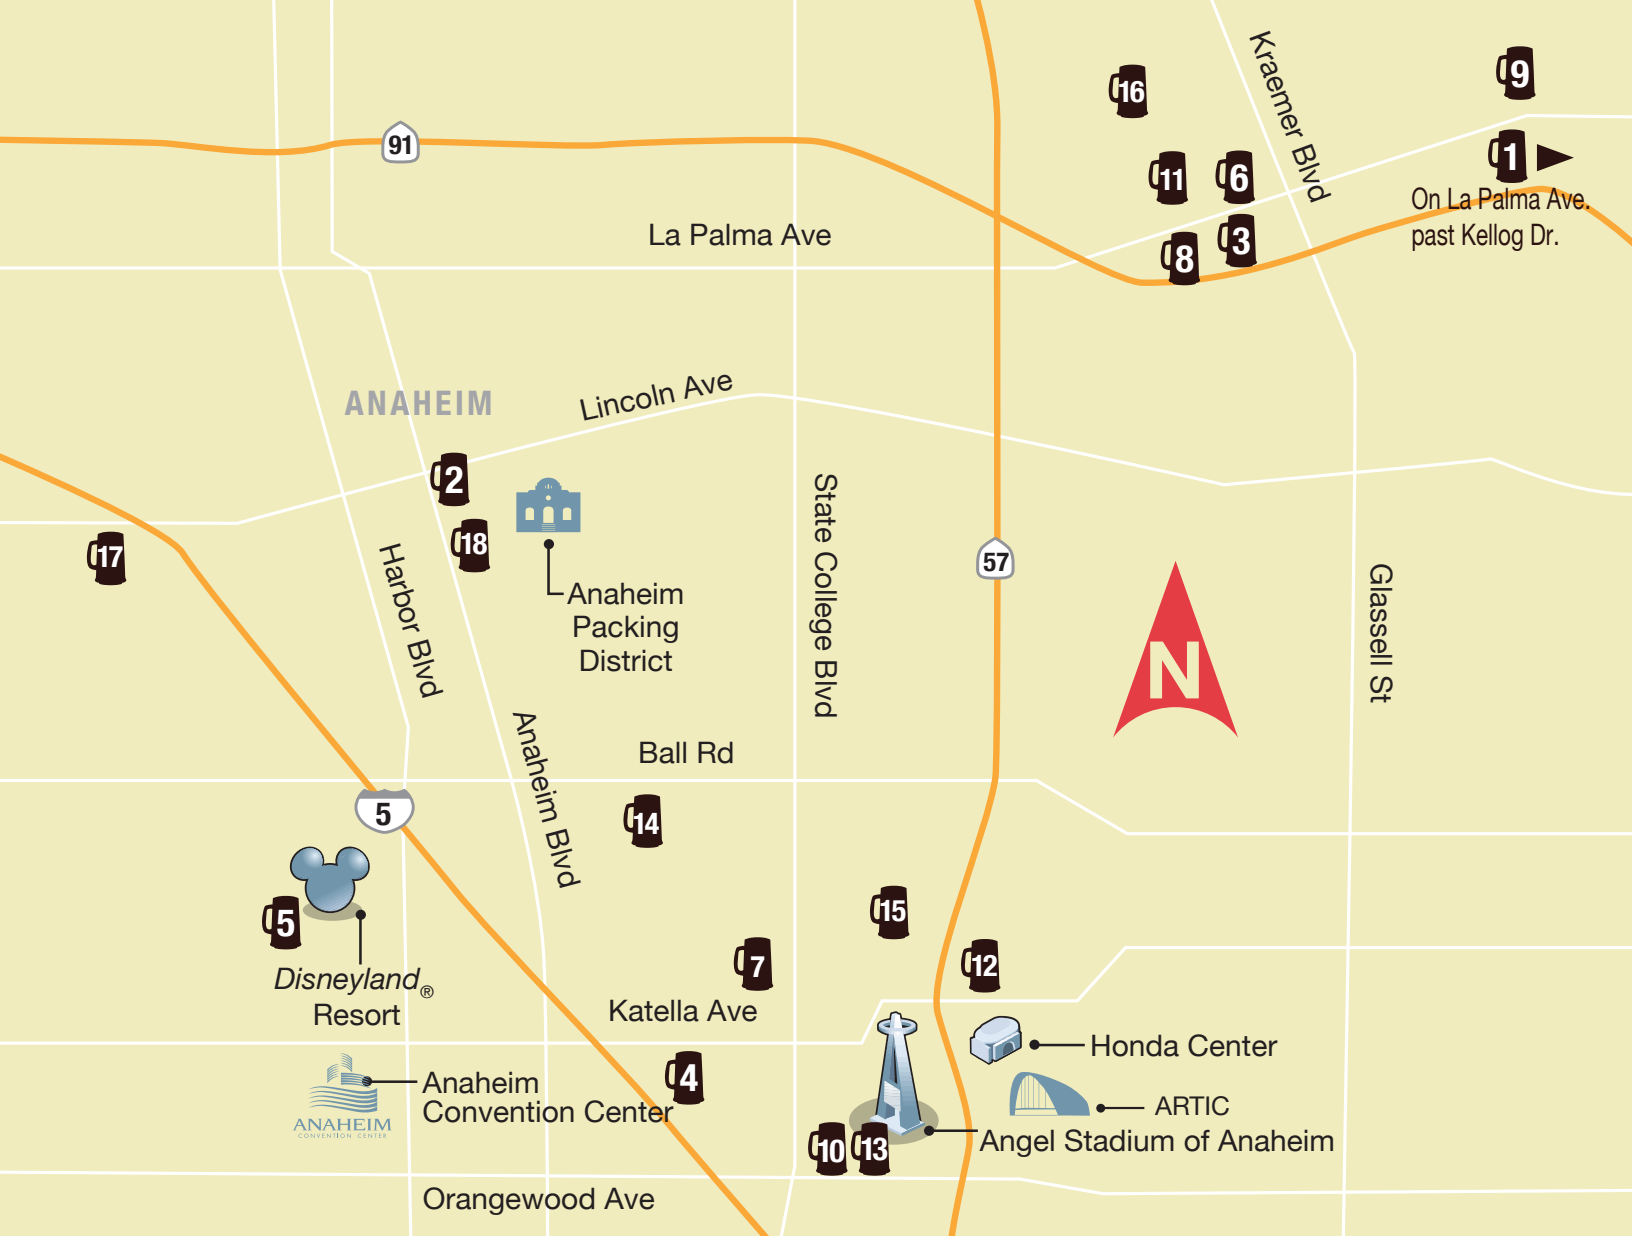 Kraemer Blvd
9
16
91
1
On La Palma Ave.
past Kellog Dr.
11
6
La Palma Ave
3
8
ANAHEIM
Lincoln Ave
2
18
17
Anaheim
Packing
District
Harbor Blvd
State College Blvd
57
Glassell St
N
Anaheim Blvd
Ball Rd
5
14
15
5
7
12
Disneyland®
Resort
Katella Ave
Honda Center
4
Anaheim
Convention Center
ANAHEIM
CONVENTION CENTER
ARTIC
10
13
Angel Stadium of Anaheim
Orangewood Ave